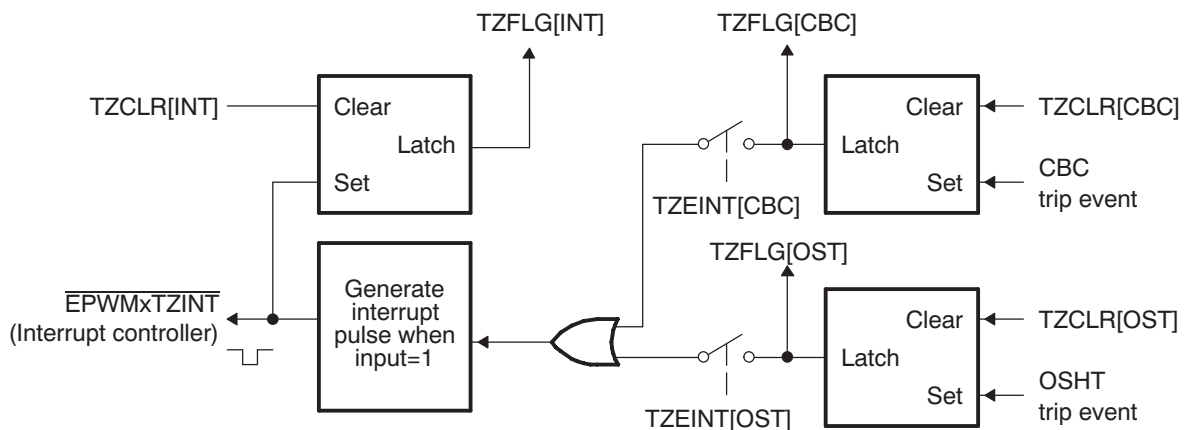 TZFLG[INT]
TZCLR[INT]
Clear
Latch
Set
TZFLG[CBC]
Clear
TZCLR[CBC]
Latch
Set
CBC
trip event
TZEINT[CBC]
EPWMxTZINT
(Interrupt controller)
Generate
interrupt
pulse when
input=1
TZFLG[OST]
Clear
TZCLR[OST]
Latch
Set
OSHT
trip event
TZEINT[OST]